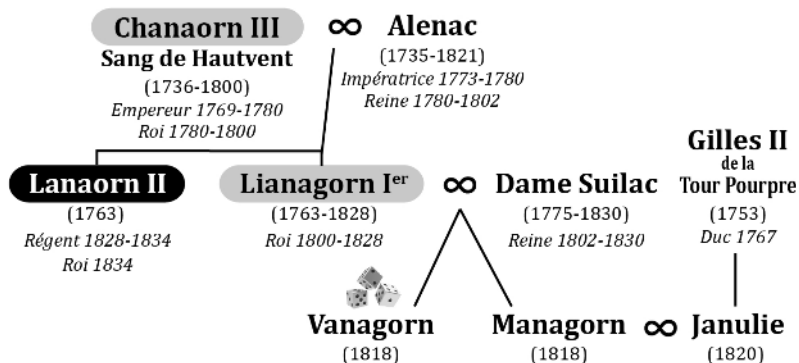 Chanaorn III ∞ Alenac
Sang de Hautvent
(1736-1800)
Empereur 1769-1780
Roi 1780-1800
(1735-1821)
Impératrice 1773-1780
Reine 1780-1802
Gilles II
de la
Tour Pourpre
(1753)
Duc 1767
Lanaorn II
(1763)
Régent 1828-1834
Roi 1834
Lianagorn Iᵉʳ ∞ Dame Suilac
(1763-1828)
Roi 1800-1828
(1775-1830)
Reine 1802-1830
Vanagorn
(1818)
Managorn ∞ Janulie
(1818)
(1820)